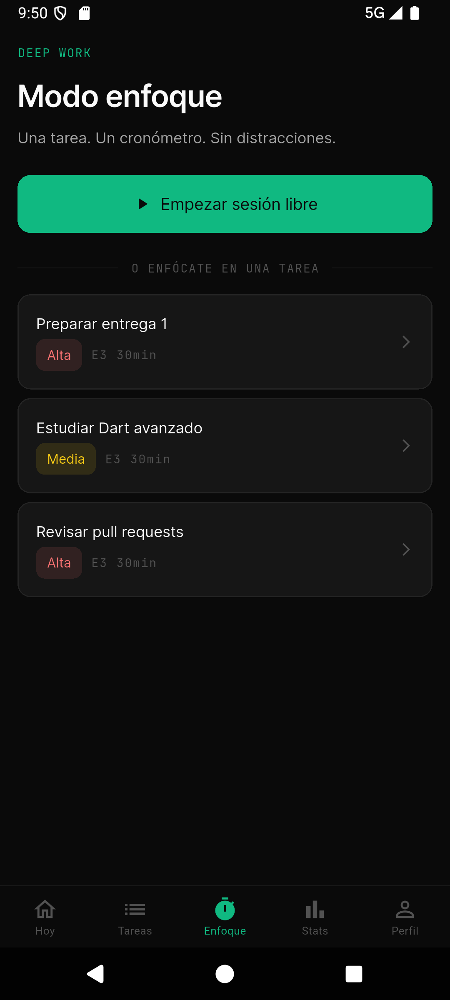 9:50 5G
DEEP WORK
Modo enfoque
Una tarea. Un cronómetro. Sin distracciones.
Empezar sesión libre
O ENFÓCATE EN UNA TAREA
Preparar entrega 1
Alta E3 30min
Estudiar Dart avanzado
Media E3 30min
Revisar pull requests
Alta E3 30min
Hoy Tareas Enfoque Stats Perfil